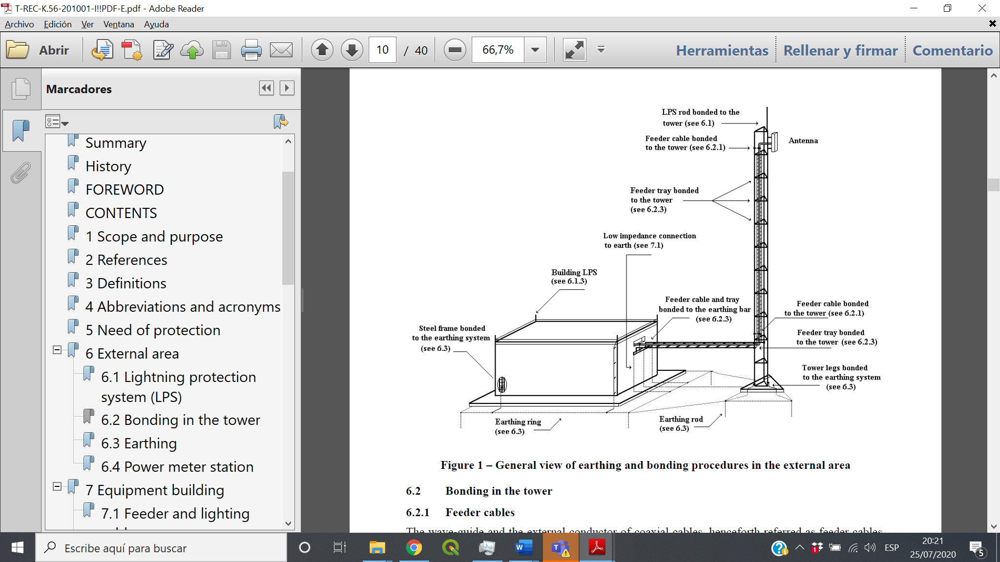 T-REC-K.56-201001-I!!PDF-E.pdf - Adobe Reader
Archivo Edición Ver Ventana Ayuda
Abrir
10 / 40
66,7%
Herramientas Rellenar y firmar Comentario
Marcadores
Summary
History
FOREWORD
CONTENTS
1 Scope and purpose
2 References
3 Definitions
4 Abbreviations and acronyms
5 Need of protection
6 External area
6.1 Lightning protection
system (LPS)
6.2 Bonding in the tower
6.3 Earthing
6.4 Power meter station
7 Equipment building
7.1 Feeder and lighting
LPS rod bonded to the
tower (see 6.1)
Feeder cable bonded
to the tower (see 6.2.1)
Antenna
Feeder tray bonded
to the tower
(see 6.2.3)
Low impedance connection
to earth (see 7.1)
Building LPS
(see 6.1.3)
Feeder cable and tray
bonded to the earthing bar
(see 6.2.3)
Feeder cable bonded
to the tower (see 6.2.1)
Steel frame bonded
to the earthing system
(see 6.3)
Feeder tray bonded
to the tower (see 6.2.3)
Tower legs bonded
to the earthing system
(see 6.3)
Earthing ring
(see 6.3)
Earthing rod
(see 6.3)
Figure 1 – General view of earthing and bonding procedures in the external area
6.2 Bonding in the tower
6.2.1 Feeder cables
The wave-guide and the external conductor of coaxial cables, henceforth referred as feeder cables
Escribe aquí para buscar
ESP
20:21
25/07/2020
1
5